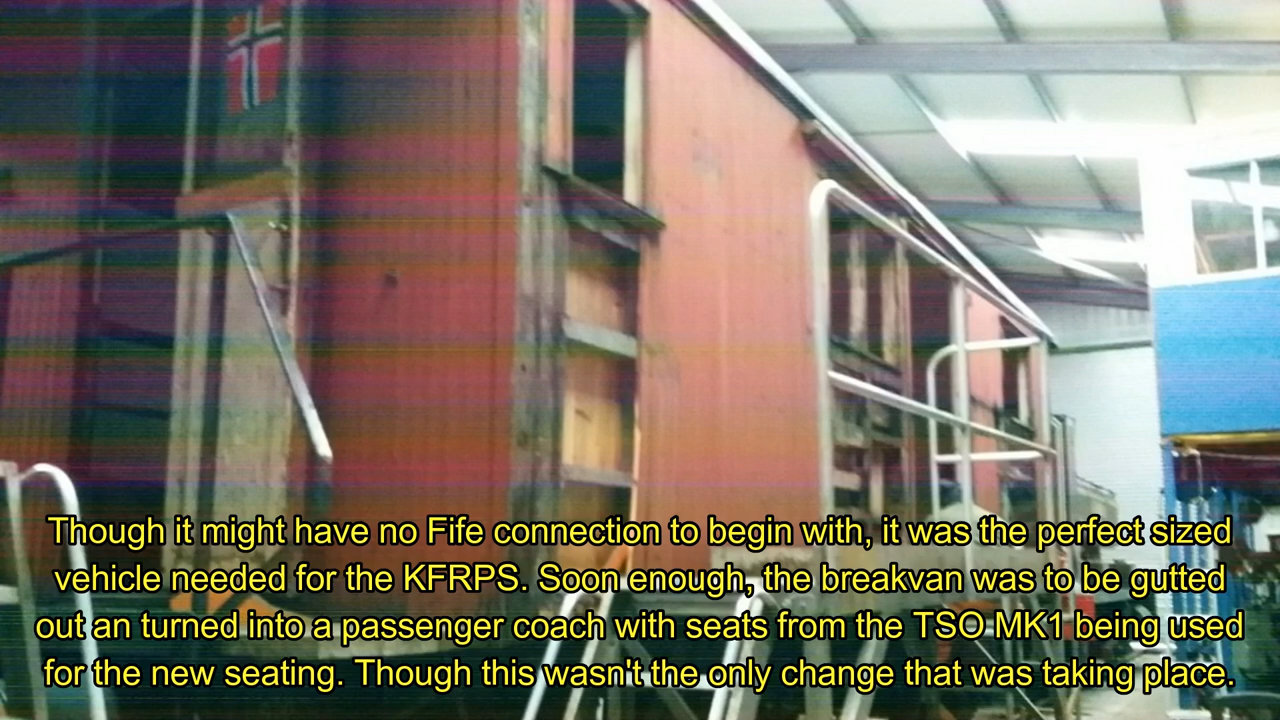 Though it might have no Fife connection to begin with, it was the perfect sized
vehicle needed for the KFRPS. Soon enough, the breakvan was to be gutted
out an turned into a passenger coach with seats from the TSO MK1 being used
for the new seating. Though this wasn't the only change that was taking place.